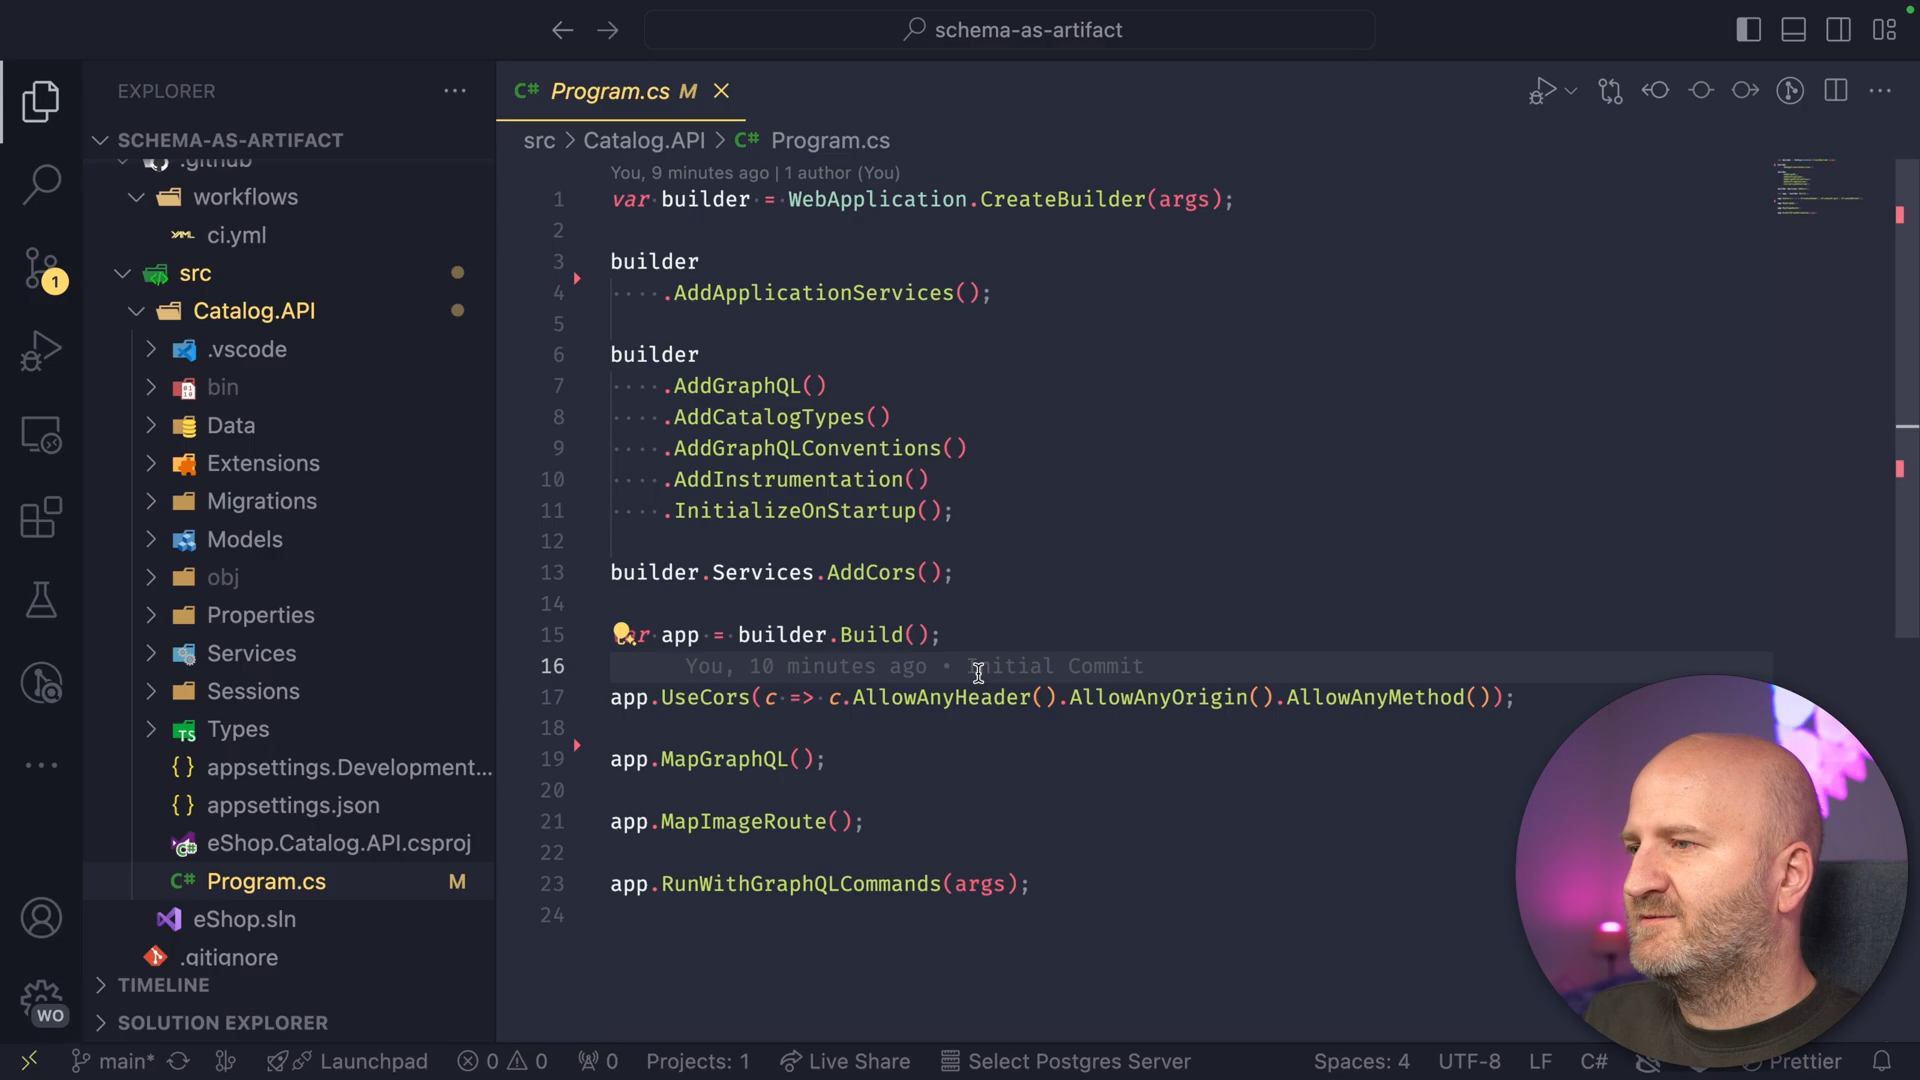 schema-as-artifact
EXPLORER
SCHEMA-AS-ARTIFACT
.github
workflows
ci.yml
src
Catalog.API
.vscode
bin
Data
Extensions
Migrations
Models
obj
Properties
Services
Sessions
TS Types
{} appsettings.Development...
{} appsettings.json
eShop.Catalog.API.csproj
C# Program.cs M
eShop.sln
.gitignore
TIMELINE
SOLUTION EXPLORER
1
WO
C# Program.cs M
src > Catalog.API > C# Program.cs
You, 9 minutes ago | 1 author (You)
1 var builder = WebApplication.CreateBuilder(args);
2
3 builder
4 .AddApplicationServices();
5
6 builder
7 .AddGraphQL()
8 .AddCatalogTypes()
9 .AddGraphQLConventions()
10 .AddInstrumentation()
11 .InitializeOnStartup();
12
13 builder.Services.AddCors();
14
15 var app = builder.Build();
16 You, 10 minutes ago • Initial Commit
17 app.UseCors(c => c.AllowAnyHeader().AllowAnyOrigin().AllowAnyMethod());
18
19 app.MapGraphQL();
20
21 app.MapImageRoute();
22
23 app.RunWithGraphQLCommands(args);
24
main* Launchpad 0 0 0 Projects: 1 Live Share Select Postgres Server Spaces: 4 UTF-8 LF C# Prettier